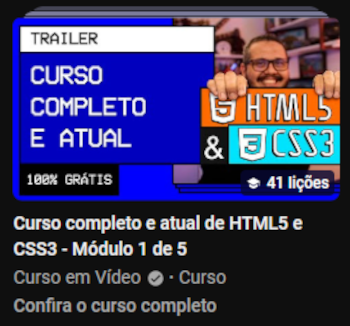 TRAILER
CURSO
COMPLETO
E ATUAL
100% GRÁTIS
HTML5
& CSS3
41 lições
Curso completo e atual de HTML5 e
CSS3 - Módulo 1 de 5
Curso em Vídeo · Curso
Confira o curso completo